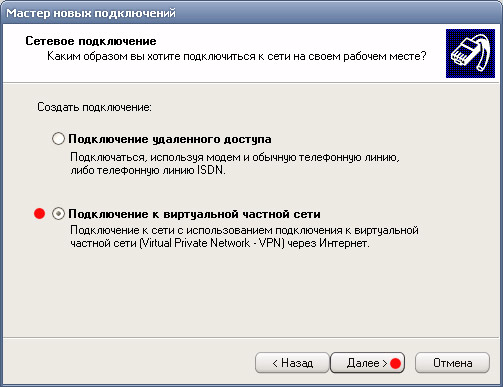 Мастер новых подключений
Сетевое подключение
Каким образом вы хотите подключиться к сети на своем рабочем месте?
Создать подключение:
Подключение удаленного доступа
Подключаться, используя модем и обычную телефонную линию,
либо телефонную линию ISDN.
Подключение к виртуальной частной сети
Подключение к сети с использованием подключения к виртуальной
частной сети (Virtual Private Network - VPN) через Интернет.
< Назад
Далее >
Отмена